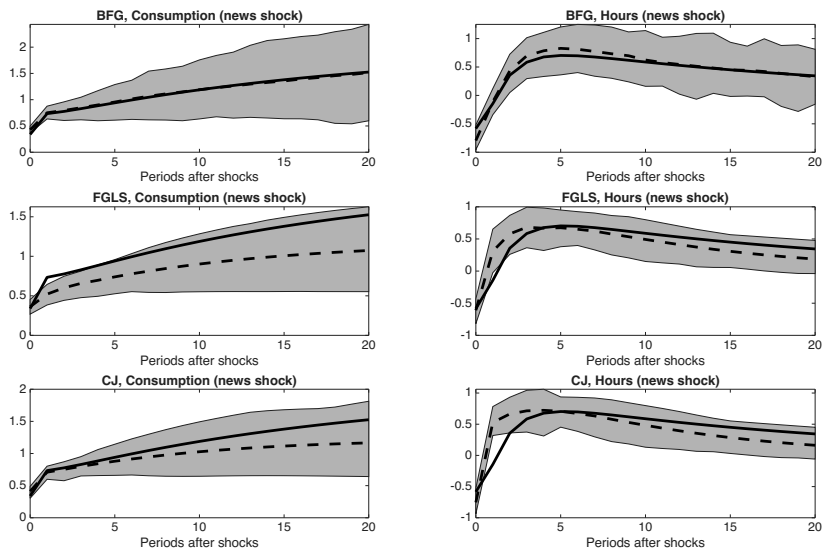 BFG, Consumption (news shock)
2
1.5
1
0.5
0
0 5 10 15 20
Periods after shocks
BFG, Hours (news shock)
1
0.5
0
-0.5
-1
0 5 10 15 20
Periods after shocks
FGLS, Consumption (news shock)
1.5
1
0.5
0
0 5 10 15 20
Periods after shocks
FGLS, Hours (news shock)
1
0.5
0
-0.5
-1
0 5 10 15 20
Periods after shocks
CJ, Consumption (news shock)
2
1.5
1
0.5
0
0 5 10 15 20
Periods after shocks
CJ, Hours (news shock)
1
0.5
0
-0.5
-1
0 5 10 15 20
Periods after shocks